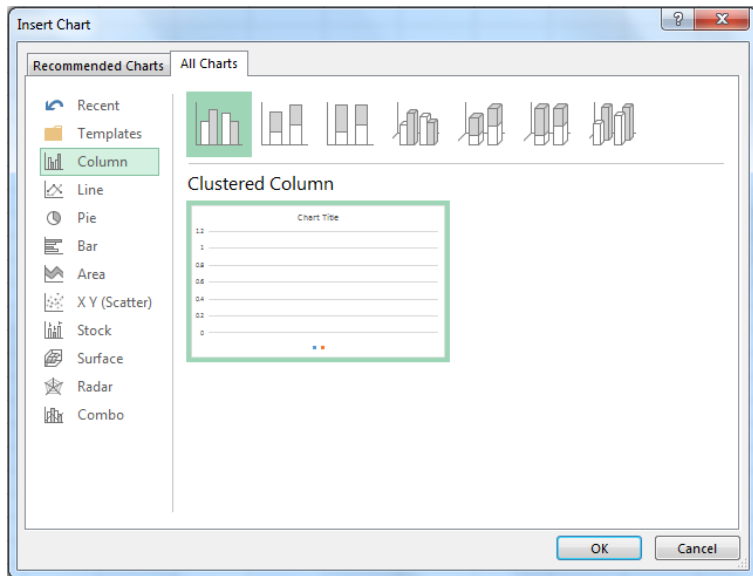 Insert Chart
?
X
Recommended Charts
All Charts
Recent
Templates
Column
Line
Pie
Bar
Area
X Y (Scatter)
Stock
Surface
Radar
Combo
Clustered Column
Chart Title
1.2
1
0.8
0.6
0.4
0.2
0
OK
Cancel